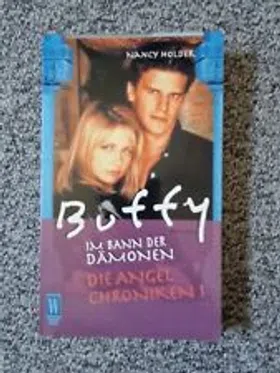 NANCY HOLDER
Buffy
IM BANN DER
DÄMONEN
DIE ANGEL
CHRONIKEN 1